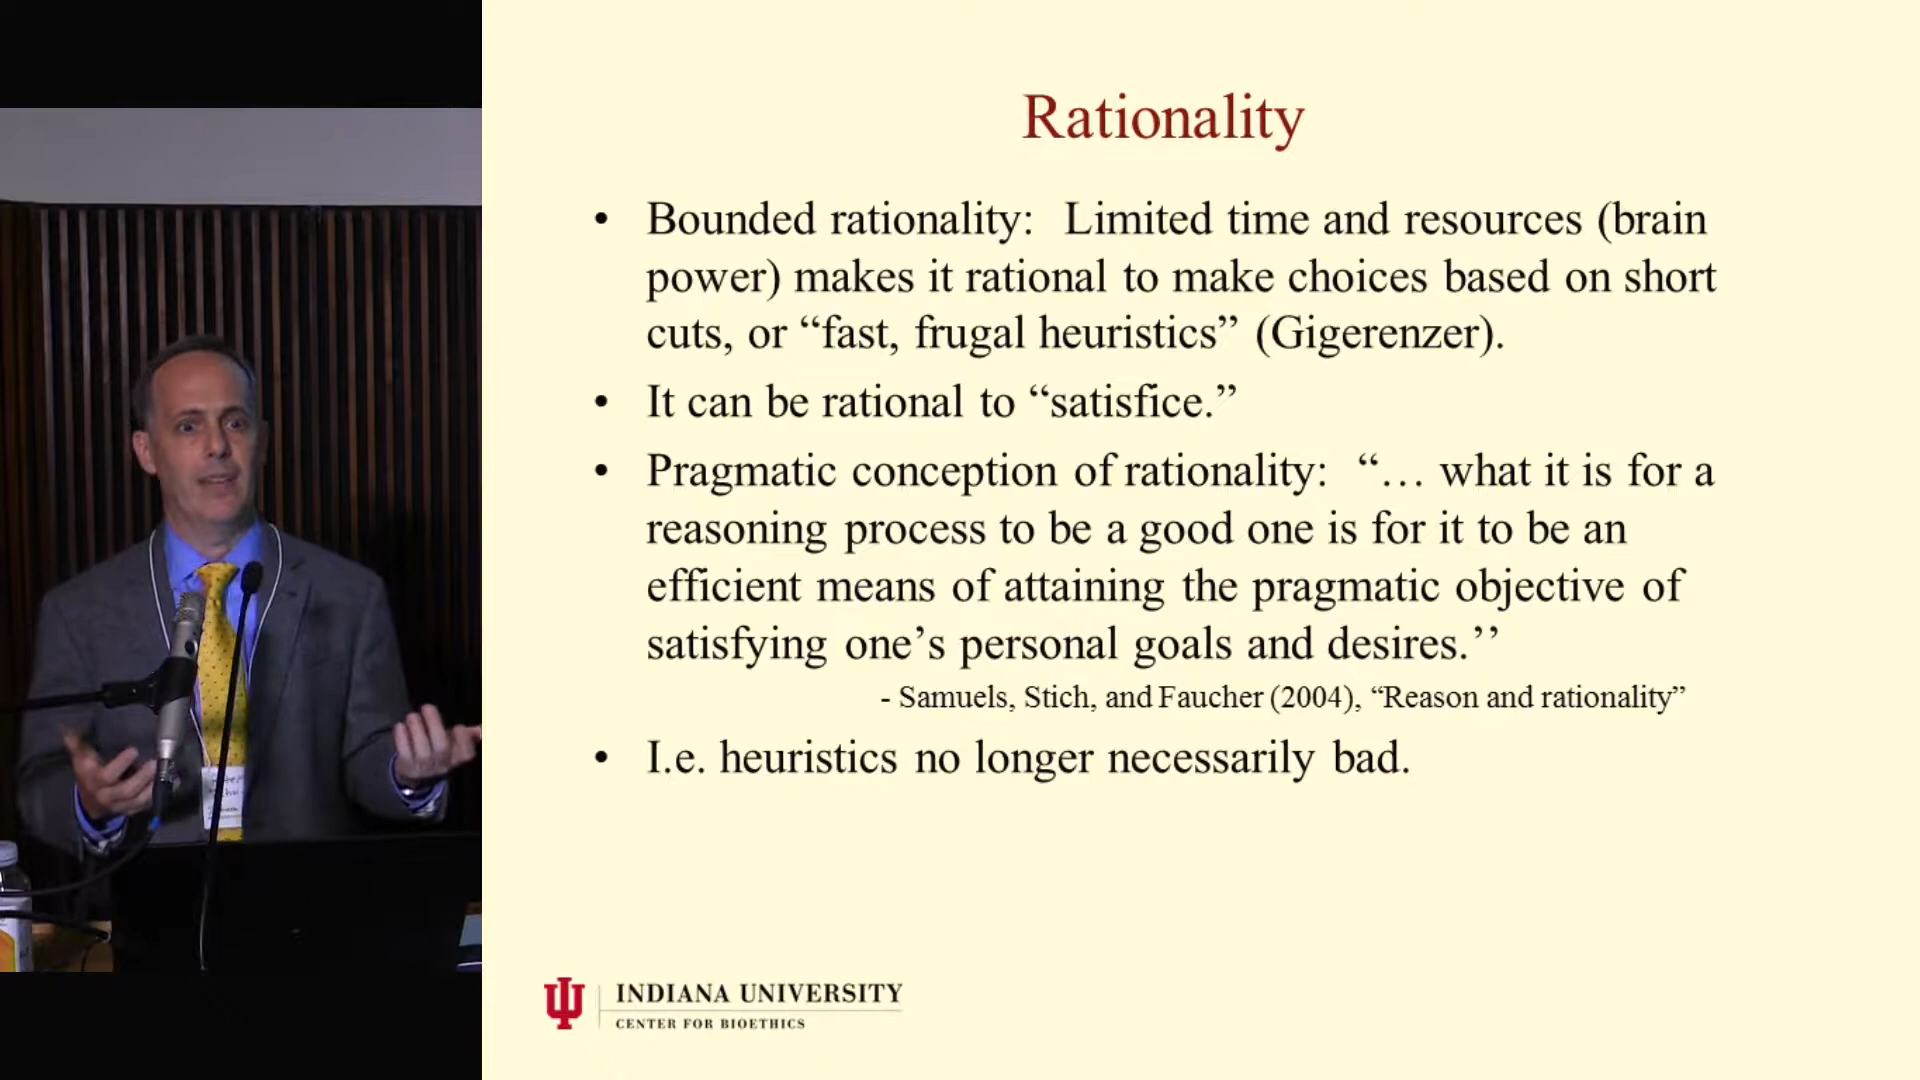 Rationality
• Bounded rationality:  Limited time and resources (brain
power) makes it rational to make choices based on short
cuts, or “fast, frugal heuristics” (Gigerenzer).
• It can be rational to “satisfice.”
• Pragmatic conception of rationality:  “… what it is for a
reasoning process to be a good one is for it to be an
efficient means of attaining the pragmatic objective of
satisfying one’s personal goals and desires.’’
- Samuels, Stich, and Faucher (2004), “Reason and rationality”
• I.e. heuristics no longer necessarily bad.
INDIANA UNIVERSITY
CENTER FOR BIOETHICS